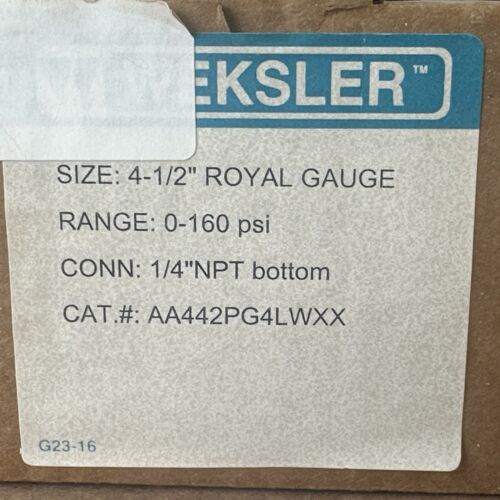 WEKSLER™
SIZE: 4-1/2" ROYAL GAUGE
RANGE: 0-160 psi
CONN: 1/4"NPT bottom
CAT.#: AA442PG4LWXX
G23-16